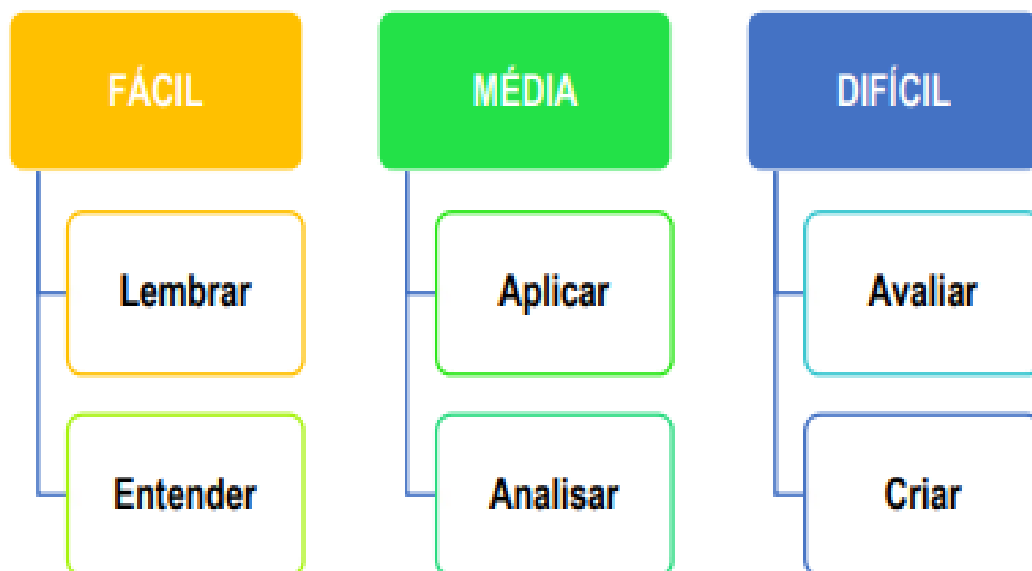 FÁCIL
Lembrar
Entender
MÉDIA
Aplicar
Analisar
DIFÍCIL
Avaliar
Criar